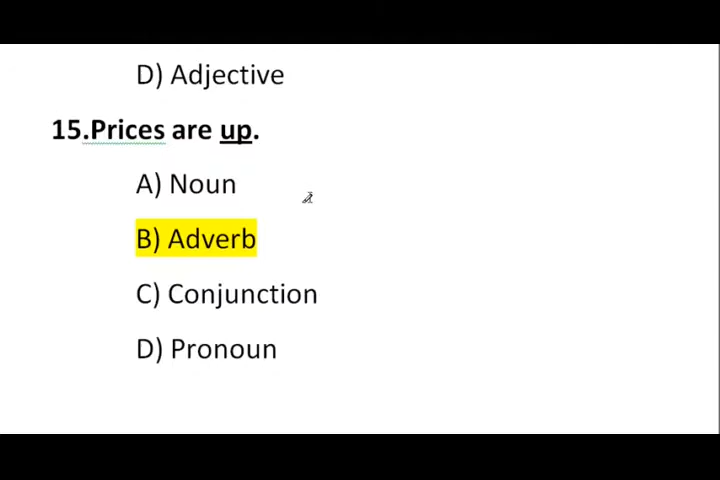 D) Adjective
15.Prices are up.
A) Noun
B) Adverb
C) Conjunction
D) Pronoun